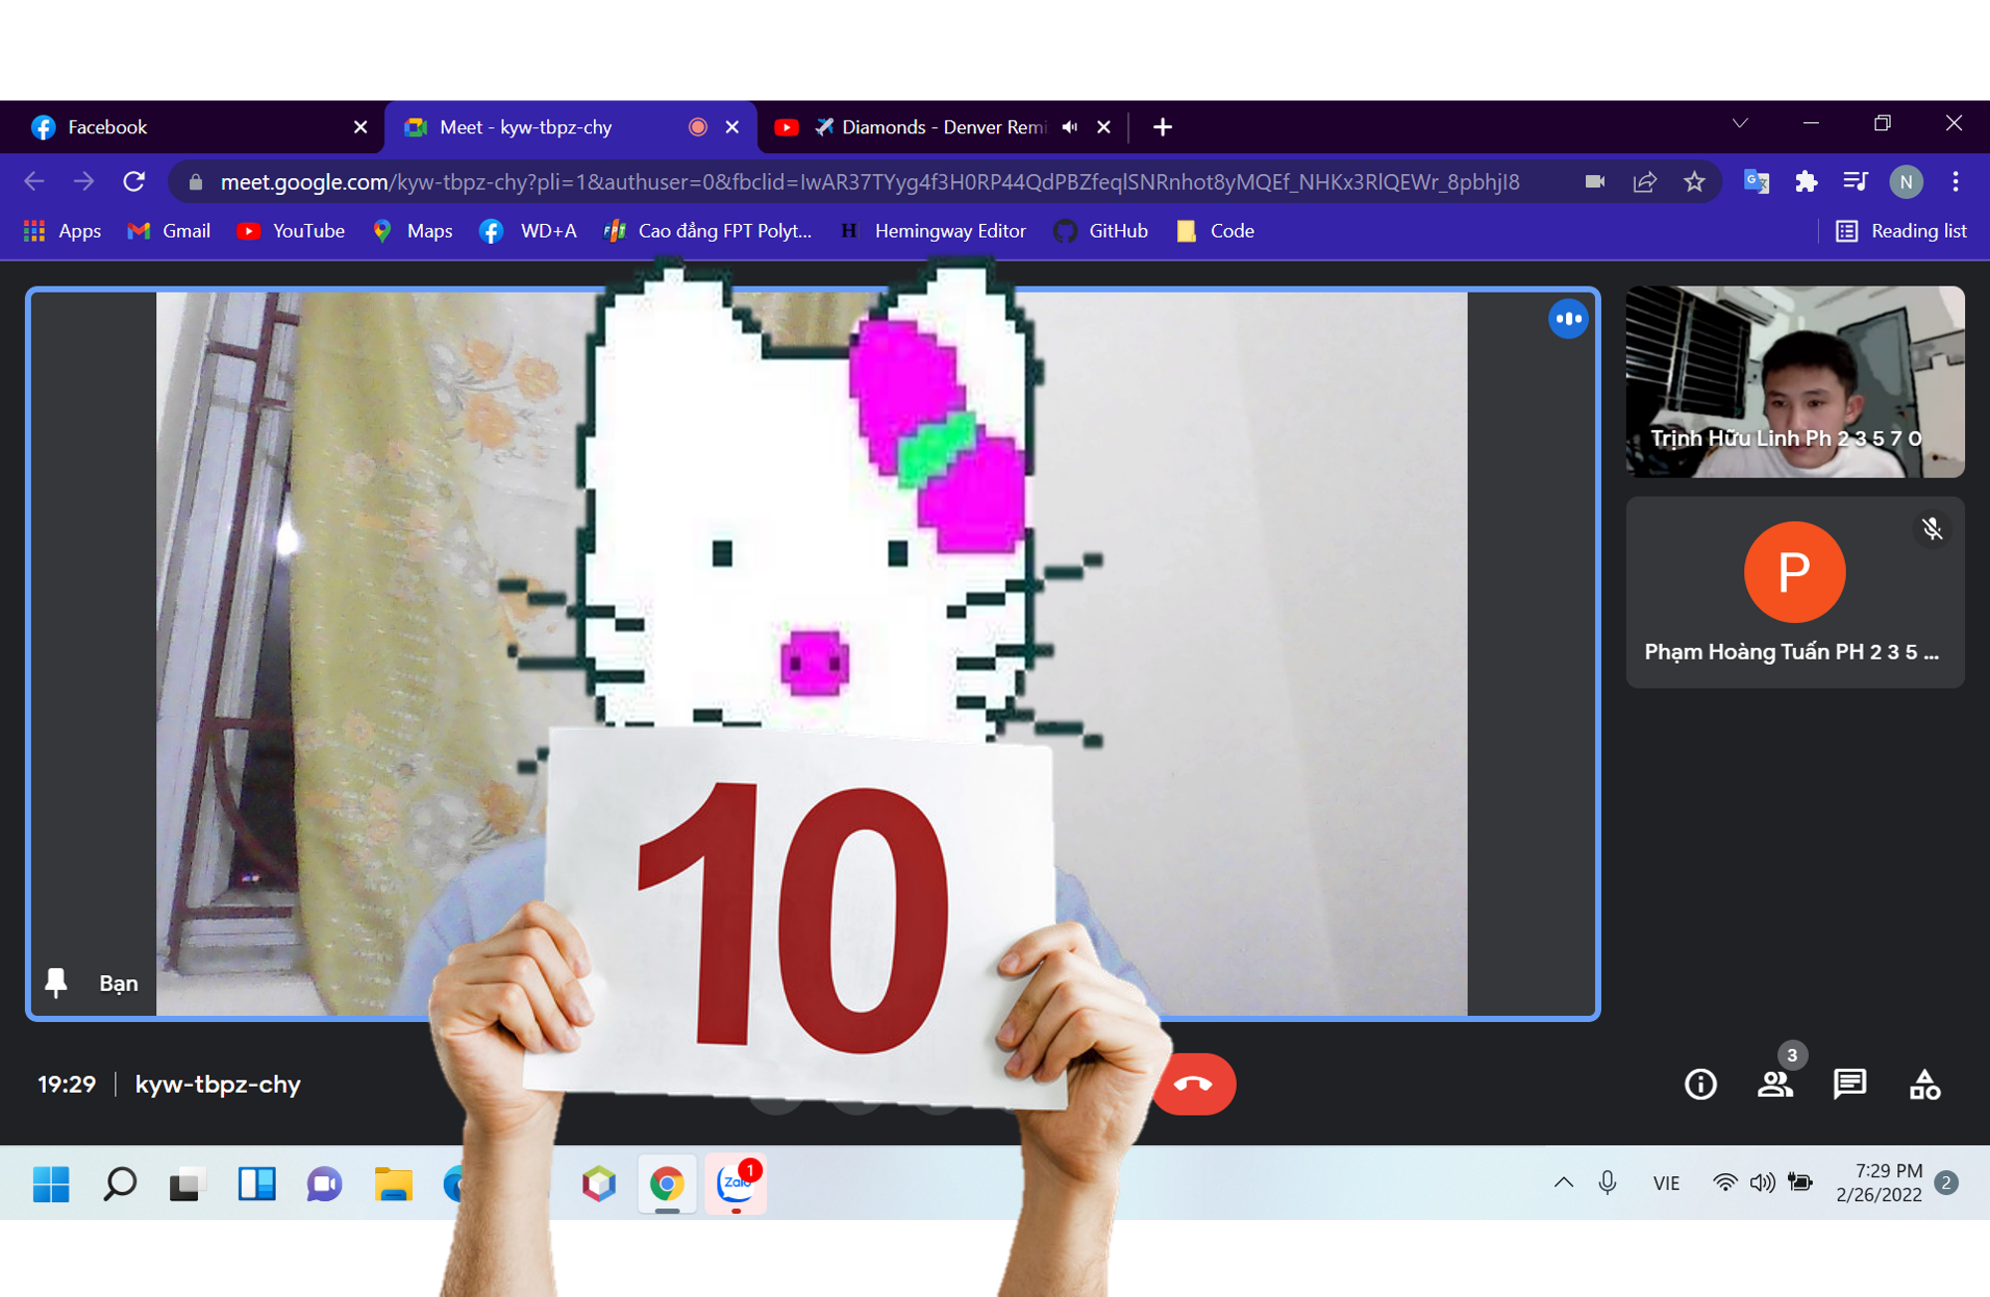 Facebook
Meet - kyw-tbpz-chy
Diamonds - Denver Remi
meet.google.com/kyw-tbpz-chy?pli=1&authuser=0&fbclid=IwAR37TYyg4f3H0RP44QdPBZfeqlSNRnhot8yMQEf_NHKx3RlQEWr_8pbhjI8
N
Apps
Gmail
YouTube
Maps
WD+A
FPT
Cao đẳng FPT Polyt...
H
Hemingway Editor
GitHub
Code
Reading list
Trịnh Hữu Linh Ph 2 3 5 7 0
P
Phạm Hoàng Tuấn PH 2 3 5 ...
10
Bạn
19:29 | kyw-tbpz-chy
3
Zalo
1
VIE
7:29 PM
2/26/2022
2